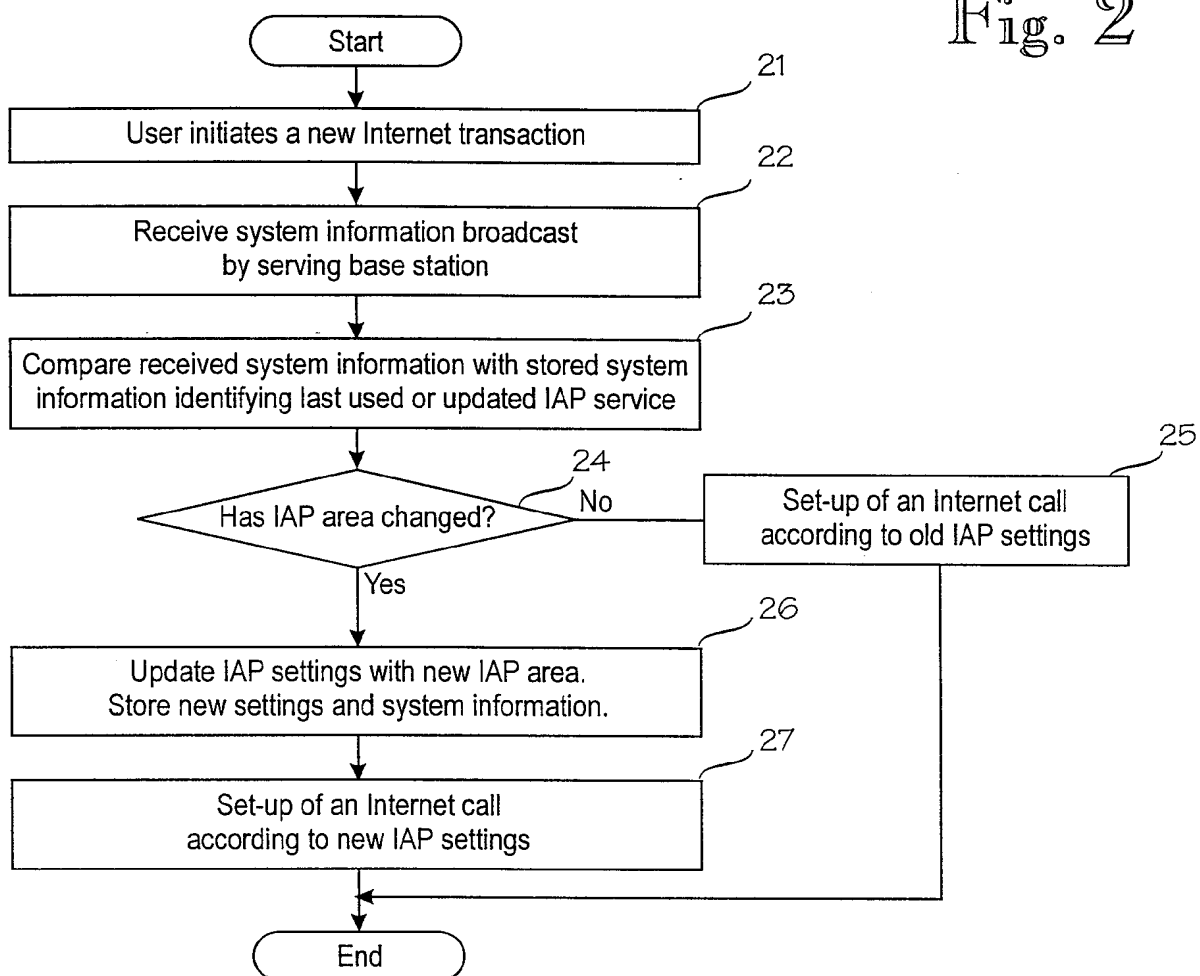 Fig. 2
Start
21
User initiates a new Internet transaction
22
Receive system information broadcast
by serving base station
23
Compare received system information with stored system
information identifying last used or updated IAP service
24
Has IAP area changed?
No
25
Set-up of an Internet call
according to old IAP settings
Yes
26
Update IAP settings with new IAP area.
Store new settings and system information.
27
Set-up of an Internet call
according to new IAP settings
End